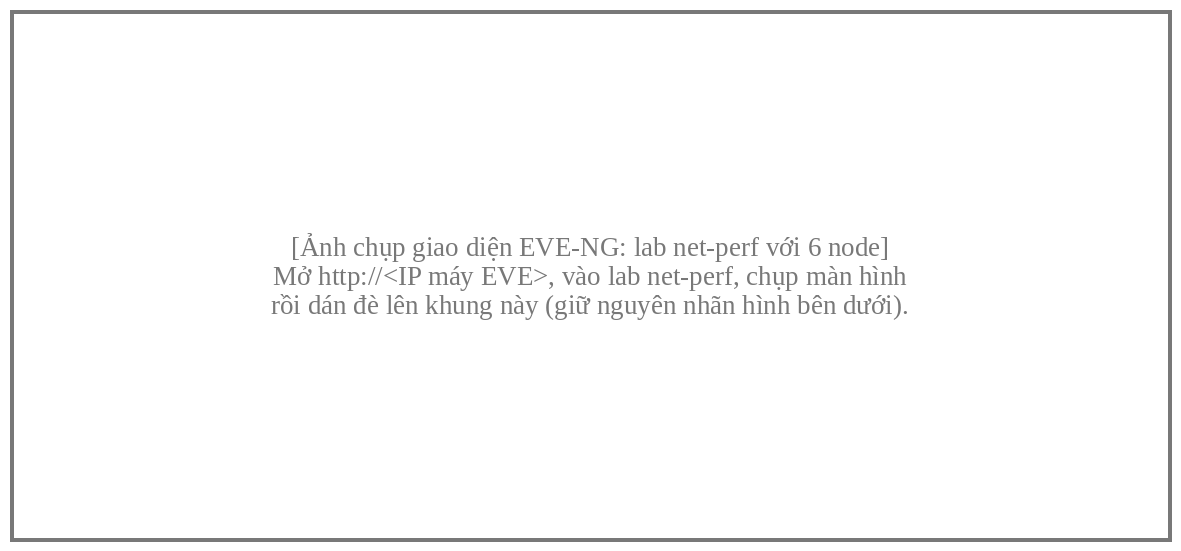 [Ảnh chụp giao diện EVE-NG: lab net-perf với 6 node]
Mở http://<IP máy EVE>, vào lab net-perf, chụp màn hình
rồi dán đè lên khung này (giữ nguyên nhãn hình bên dưới).